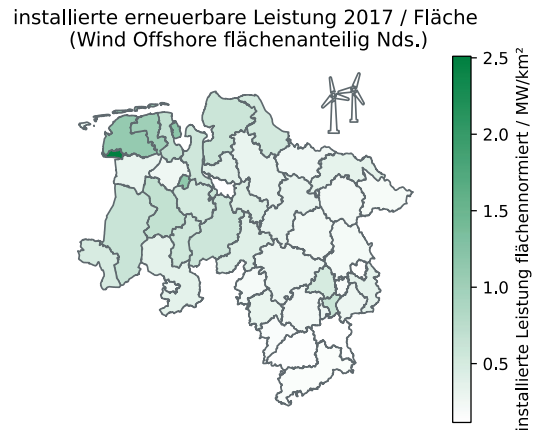 installierte erneuerbare Leistung 2017 / Fläche
(Wind Offshore flächenanteilig Nds.)
2.5
2.0
1.5
1.0
0.5
installierte Leistung flächennormiert / MW/km²